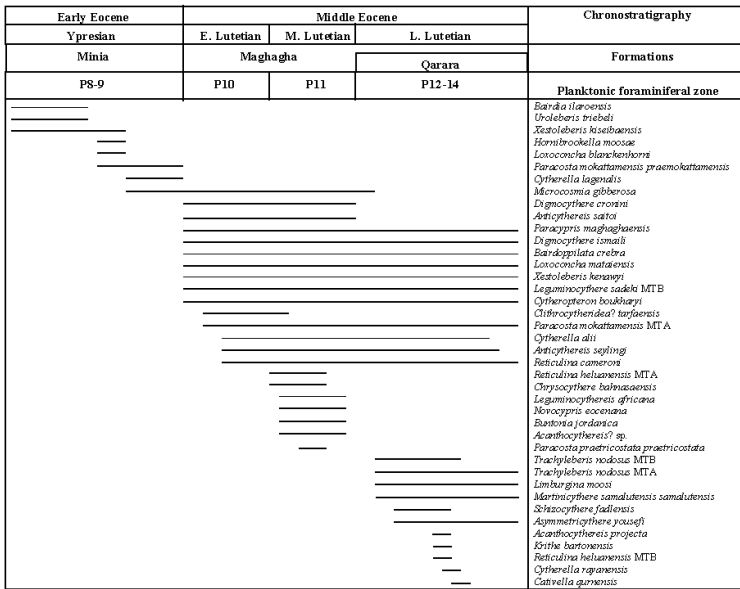 Early Eocene Middle Eocene Chronostratigraphy
Ypresian E. Lutetian M. Lutetian L. Lutetian
Minia Maghagha Qarara Formations
P8-9 P10 P11 P12-14 Planktonic foraminiferal zone
Bairdia ilaroensis
Uroleberis triebeli
Xestoleberis kiseibaensis
Hornibrookella moosae
Loxoconcha blanckenhorni
Paracosta mokattamensis praemokattamensis
Cytherella lagenalis
Microcosmia gibberosa
Digmocythere cronini
Anticythereis saitoi
Paracypris maghaghaensis
Digmocythere ismaili
Bairdoppilata crebra
Loxoconcha mataiensis
Xestoleberis kenawyi
Leguminocythere sadeki MTB
Cytheropteron boukharyi
Clithrocytheridea? tarfaensis
Paracosta mokattamensis MTA
Cytherella alii
Anticythereis seylingi
Reticulina cameroni
Reticulina heluanensis MTA
Chrysocythere bahnasaensis
Leguminocythereis africana
Novocypris eocenana
Buntonia jordanica
Acanthocythereis? sp.
Paracosta praetricostata praetricostata
Trachyleberis nodosus MTB
Trachyleberis nodosus MTA
Limburgina moosi
Martinicythere samalutensis samalutensis
Schizocythere fadlensis
Asymmetricythere yousefi
Acanthocythereis projecta
Krithe bartonensis
Reticulina heluanensis MTB
Cytherella rayanensis
Cativella qurnensis